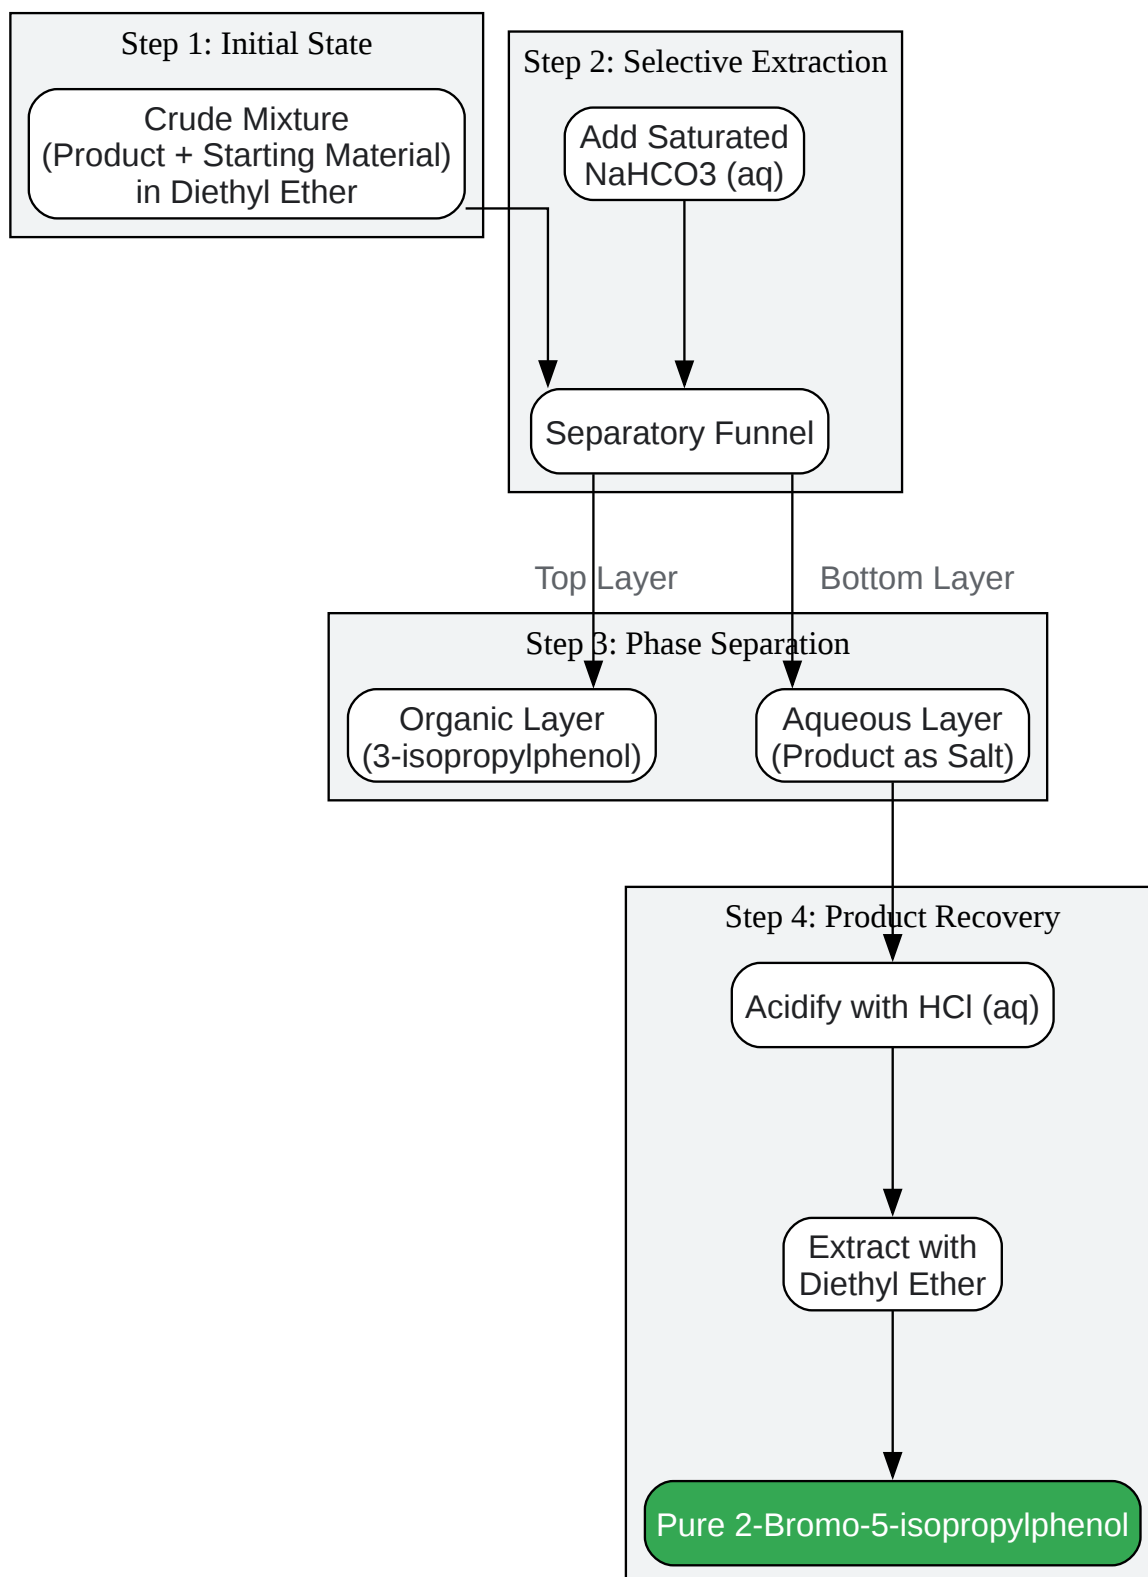 Step 1: Initial State
Crude Mixture
(Product + Starting Material)
in Diethyl Ether
Step 2: Selective Extraction
Add Saturated
NaHCO3 (aq)
Separatory Funnel
Top Layer
Bottom Layer
Step 3: Phase Separation
Organic Layer
(3-isopropylphenol)
Aqueous Layer
(Product as Salt)
Step 4: Product Recovery
Acidify with HCl (aq)
Extract with
Diethyl Ether
Pure 2-Bromo-5-isopropylphenol